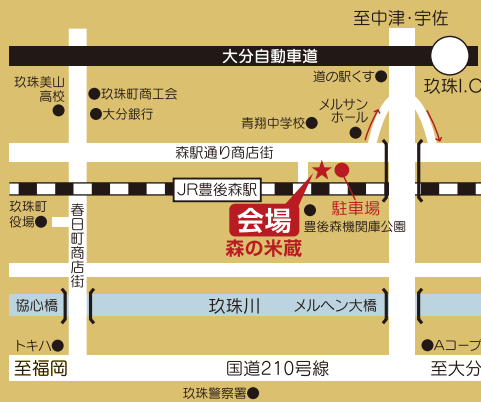 至中津・宇佐
大分自動車道
道の駅くす
玖珠I.C
玖珠美山
高校
玖珠町商工会
大分銀行
メルサン
ホール
青翔中学校
森駅通り商店街
JR豊後森駅
駐車場
玖珠町
役場
春日町商店街
会場
森の米蔵
豊後森機関庫公園
協心橋
玖珠川
メルヘン大橋
トキハ
Aコープ
至福岡
国道210号線
至大分
玖珠警察署